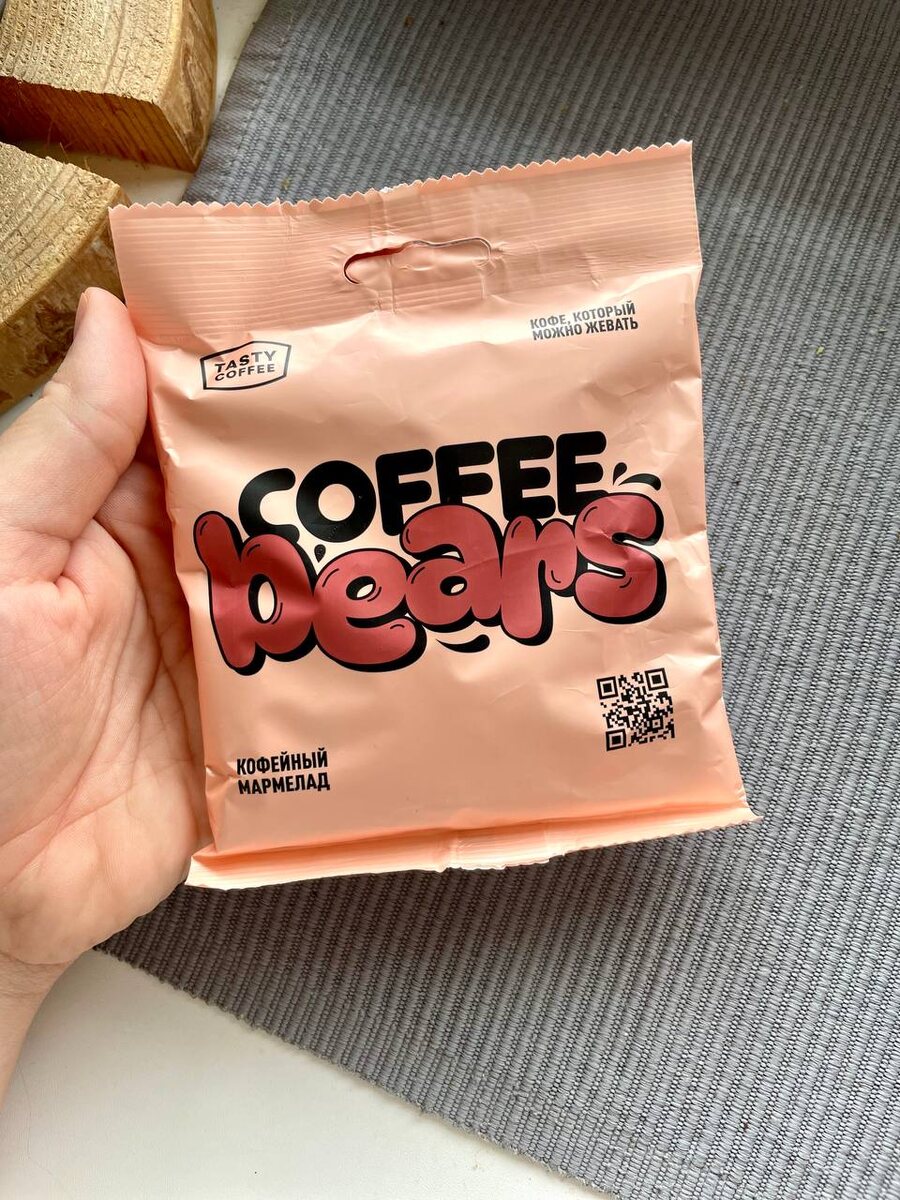 КОФЕ, КОТОРЫЙ
МОЖНО ЖЕВАТЬ
TASTY
COFFEE
COFFEE
bears
КОФЕЙНЫЙ
МАРМЕЛАД